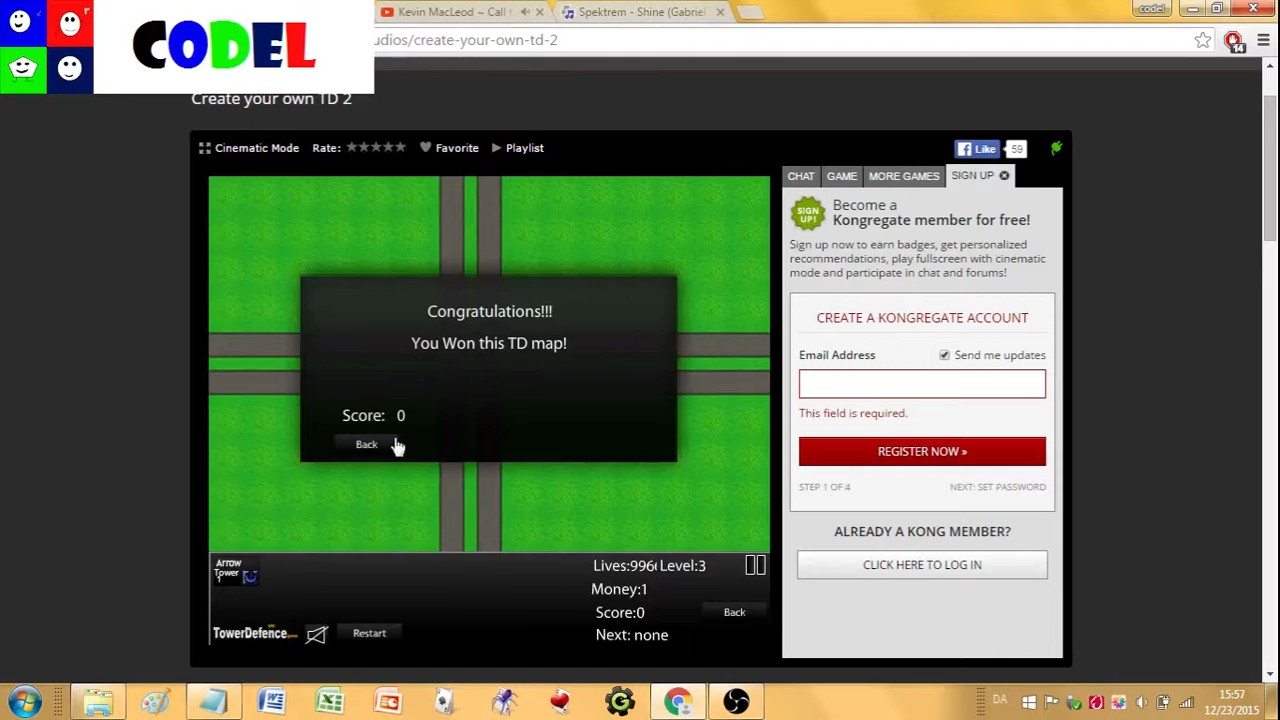 CODEL
Kevin MacLeod ~ Call t
Spektrem - Shine (Gabriel
codel
udios/create-your-own-td-2
14
Create your own TD 2
Cinematic Mode
Rate:
Favorite
Playlist
Like
59
CHAT
GAME
MORE GAMES
SIGN UP
SIGN UP!
Become a
Kongregate member for free!
Sign up now to earn badges, get personalized
recommendations, play fullscreen with cinematic
mode and participate in chat and forums!
CREATE A KONGREGATE ACCOUNT
Email Address
Send me updates
This field is required.
REGISTER NOW »
STEP 1 OF 4
NEXT: SET PASSWORD
ALREADY A KONG MEMBER?
CLICK HERE TO LOG IN
Congratulations!!!
You Won this TD map!
Score: 0
Back
Arrow
Tower
1
Lives:996
Level:3
Money:1
Score:0
Back
Next: none
TowerDefence
Restart
DA
15:57
12/23/2015